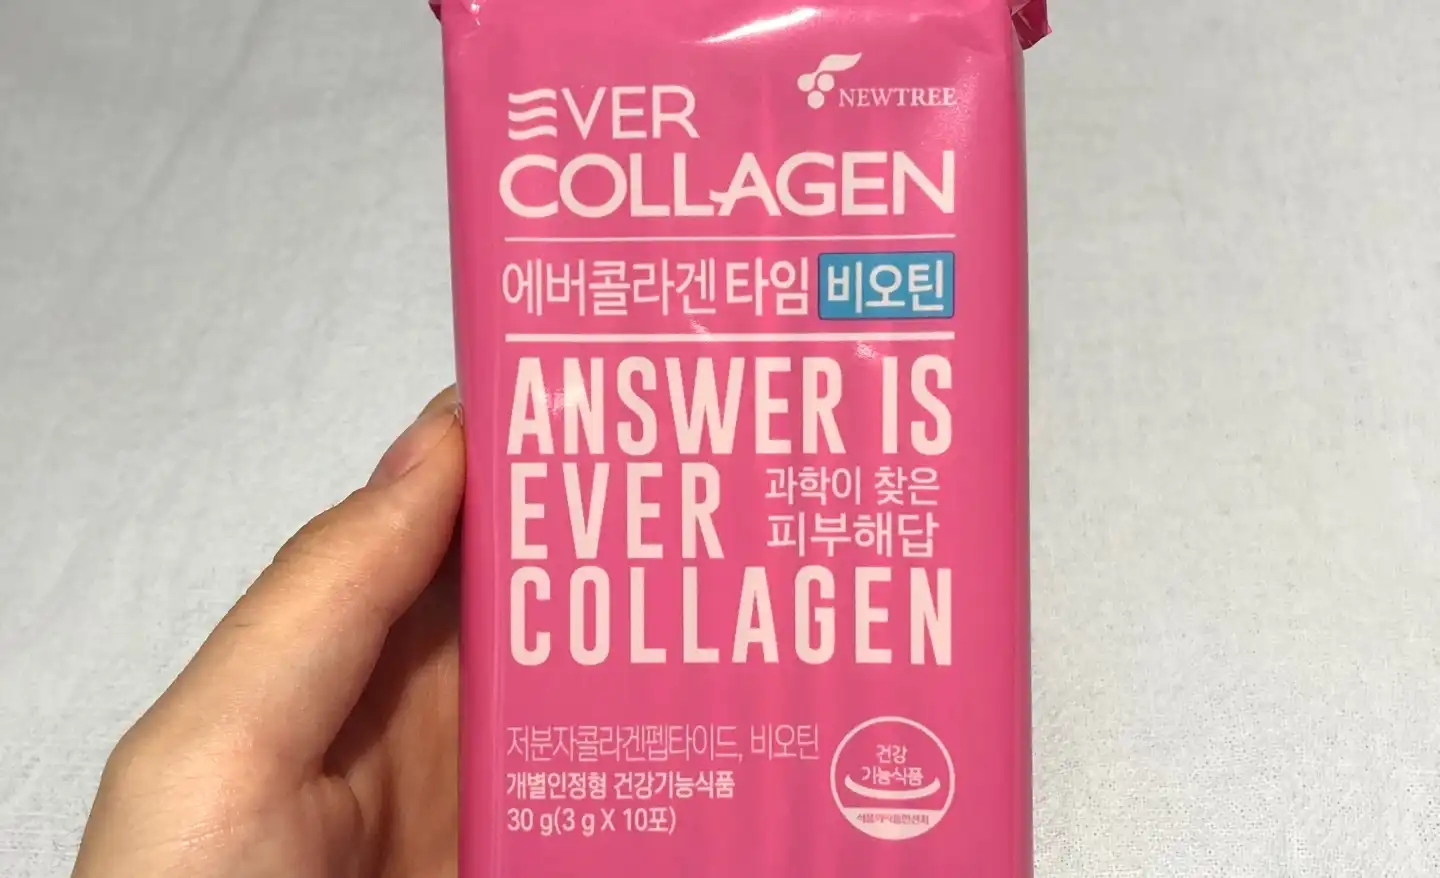 EVER
NEWTREE
COLLAGEN
에버콜라겐 타임 비오틴
ANSWER IS
EVER
과학이 찾은
피부해답
COLLAGEN
저분자콜라겐펩타이드, 비오틴
개별인정형 건강기능식품
30 g(3 g X 10포)
건강
기능식품